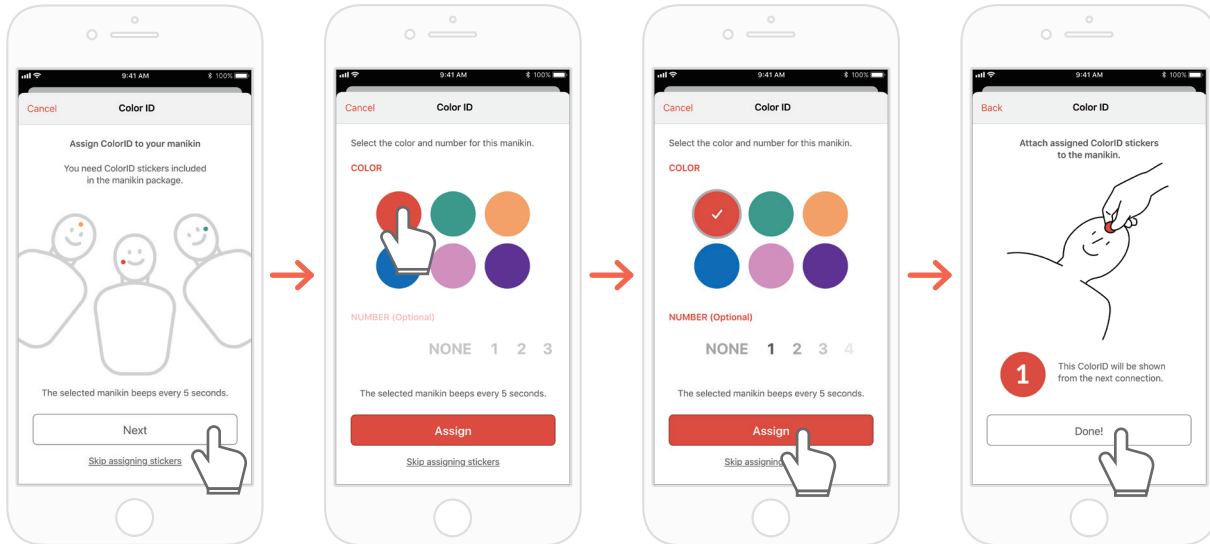 9:41 AM
100%
Cancel
Color ID
Assign ColorID to your manikin
You need ColorID stickers included
in the manikin package.
The selected manikin beeps every 5 seconds.
Next
Skip assigning stickers
9:41 AM
100%
Cancel
Color ID
Select the color and number for this manikin.
COLOR
NUMBER (Optional)
NONE 1 2 3
The selected manikin beeps every 5 seconds.
Assign
Skip assigning stickers
9:41 AM
100%
Cancel
Color ID
Select the color and number for this manikin.
COLOR
NUMBER (Optional)
NONE 1 2 3 4
The selected manikin beeps every 5 seconds.
Assign
Skip assigning
9:41 AM
100%
Back
Color ID
Attach assigned ColorID stickers
to the manikin.
1
This ColorID will be shown
from the next connection.
Done!